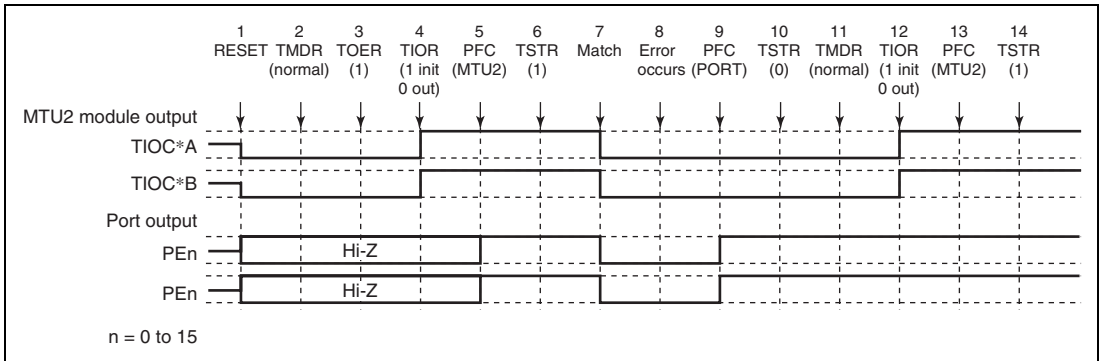 1 2 3 4 5 6 7 8 9 10 11 12 13 14
RESET TMDR TOER TIOR PFC TSTR Match Error PFC TSTR TMDR TIOR PFC TSTR
(normal) (1) (1 init (MTU2) (1) occurs (PORT) (0) (normal) (1 init (MTU2) (1)
0 out) 0 out)
MTU2 module output
TIOC*A
TIOC*B
Port output
PEn Hi-Z
PEn Hi-Z
n = 0 to 15